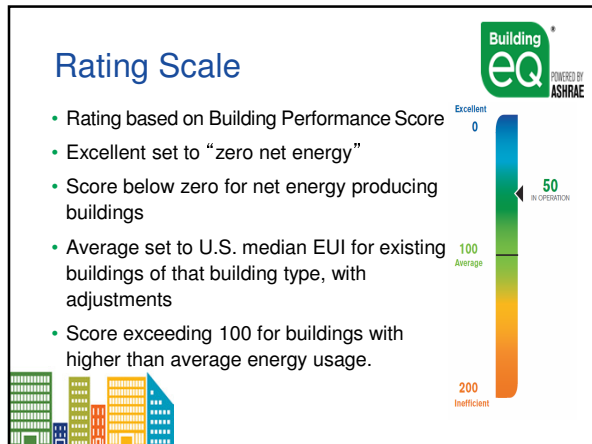 Rating Scale
• Rating based on Building Performance Score
• Excellent set to “zero net energy”
• Score below zero for net energy producing
buildings
• Average set to U.S. median EUI for existing
buildings of that building type, with
adjustments
• Score exceeding 100 for buildings with
higher than average energy usage.
Building
eQ
®
POWERED BY
ASHRAE
Excellent
0
50
IN OPERATION
100
Average
200
Inefficient